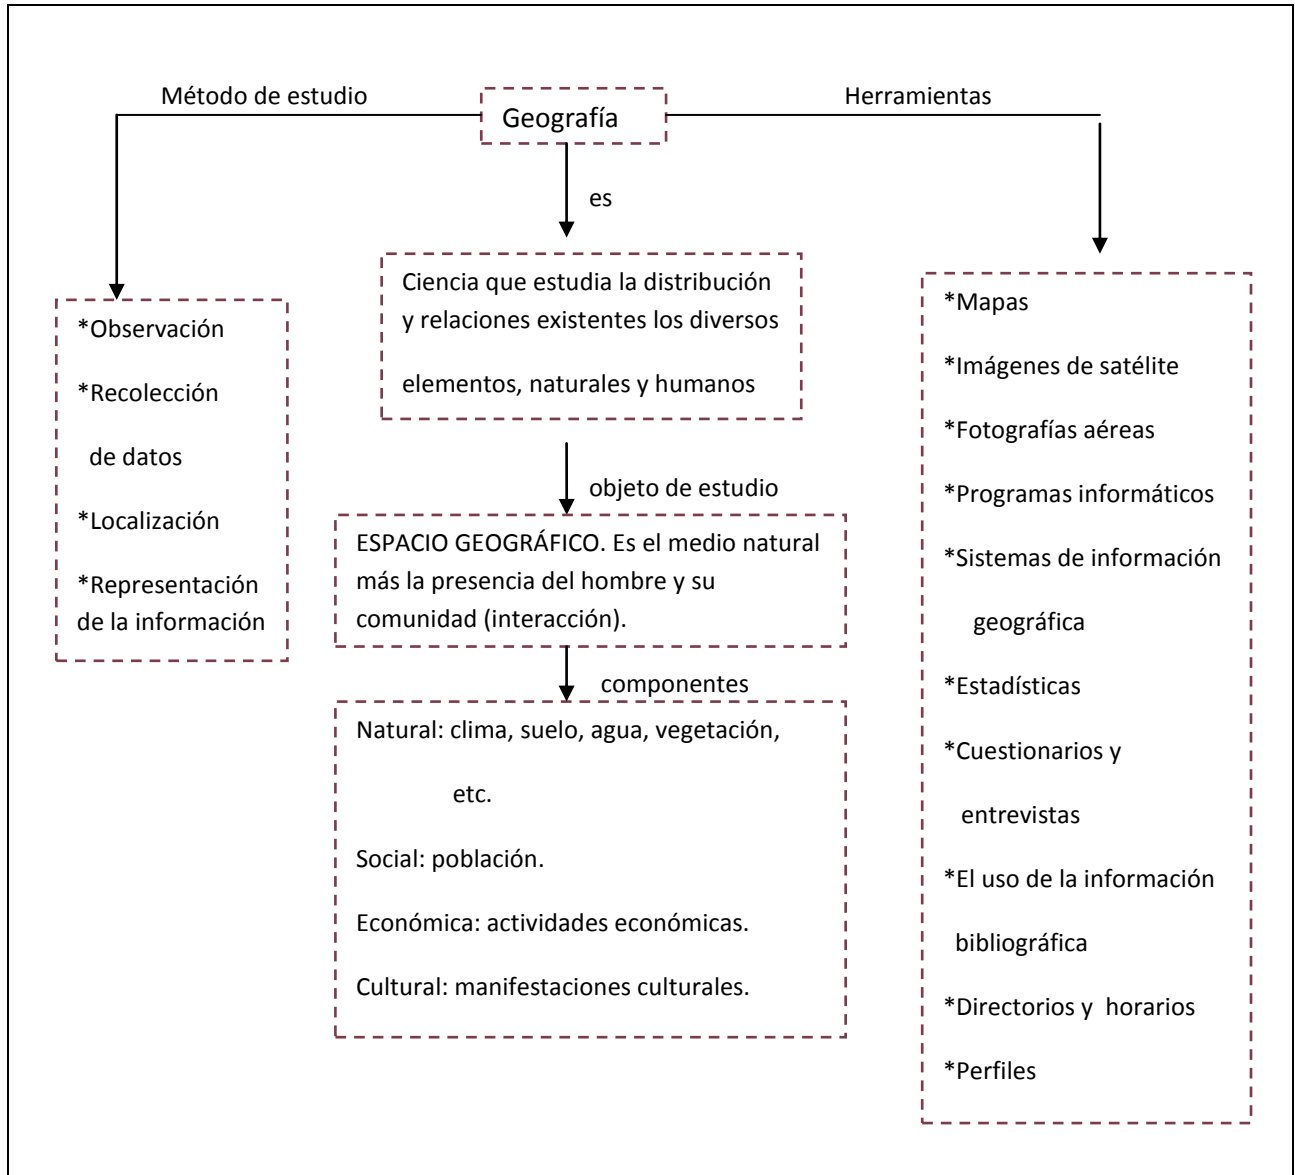 Método de estudio
Geografía
Herramientas
es
Ciencia que estudia la distribución
y relaciones existentes los diversos
elementos, naturales y humanos
objeto de estudio
ESPACIO GEOGRÁFICO. Es el medio natural
más la presencia del hombre y su
comunidad (interacción).
componentes
Natural: clima, suelo, agua, vegetación,
etc.
Social: población.
Económica: actividades económicas.
Cultural: manifestaciones culturales.
*Observación
*Recolección
de datos
*Localización
*Representación
de la información
*Mapas
*Imágenes de satélite
*Fotografías aéreas
*Programas informáticos
*Sistemas de información
geográfica
*Estadísticas
*Cuestionarios y
entrevistas
*El uso de la información
bibliográfica
*Directorios y  horarios
*Perfiles